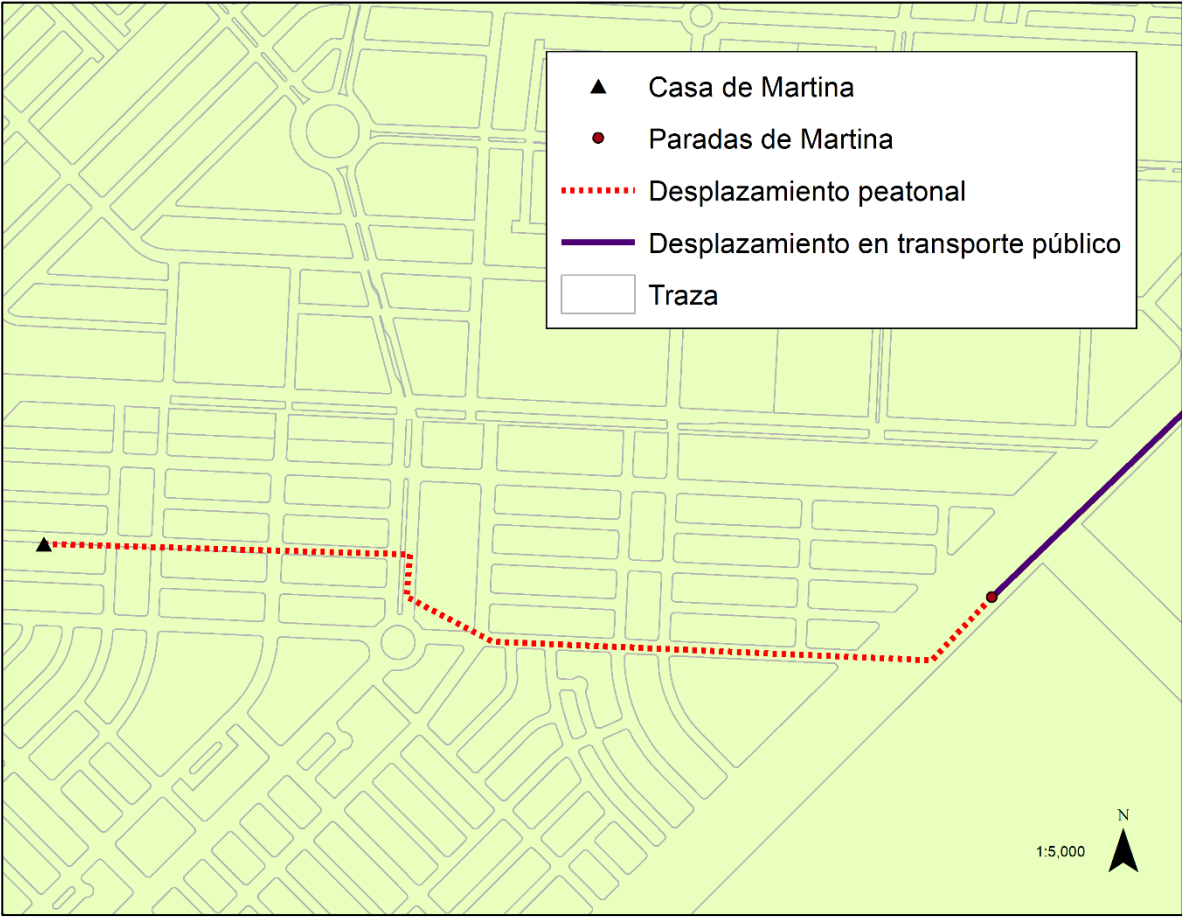 Casa de Martina
Paradas de Martina
Desplazamiento peatonal
Desplazamiento en transporte público
Traza
N
1:5,000